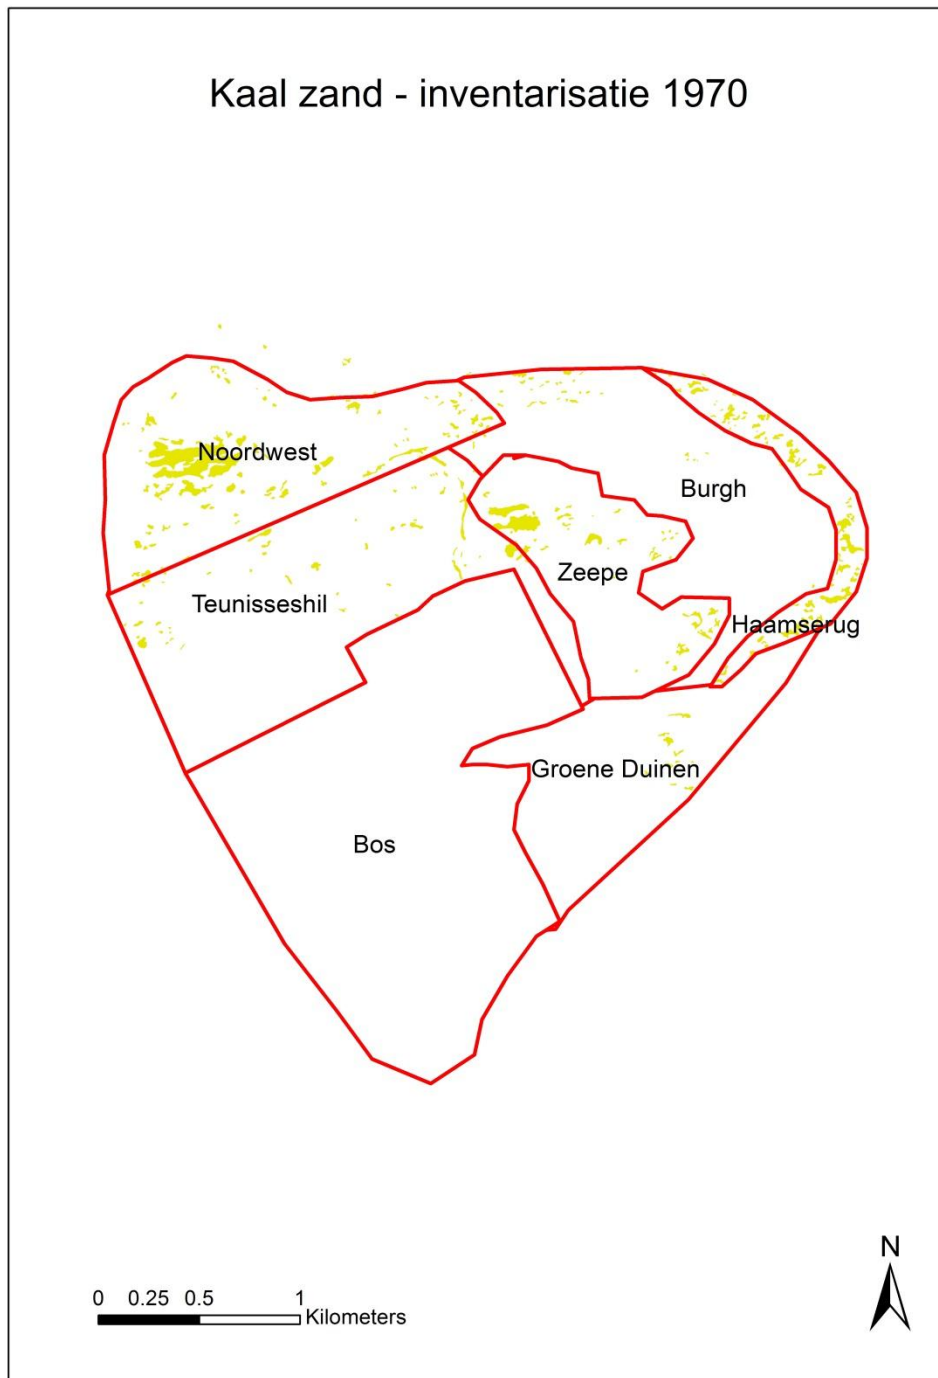 Kaal zand - inventarisatie 1970
Noordwest
Burgh
Zeepe
Teunisseshil
Haamserug
Groene Duinen
Bos
N
0 0.25 0.5 1
Kilometers